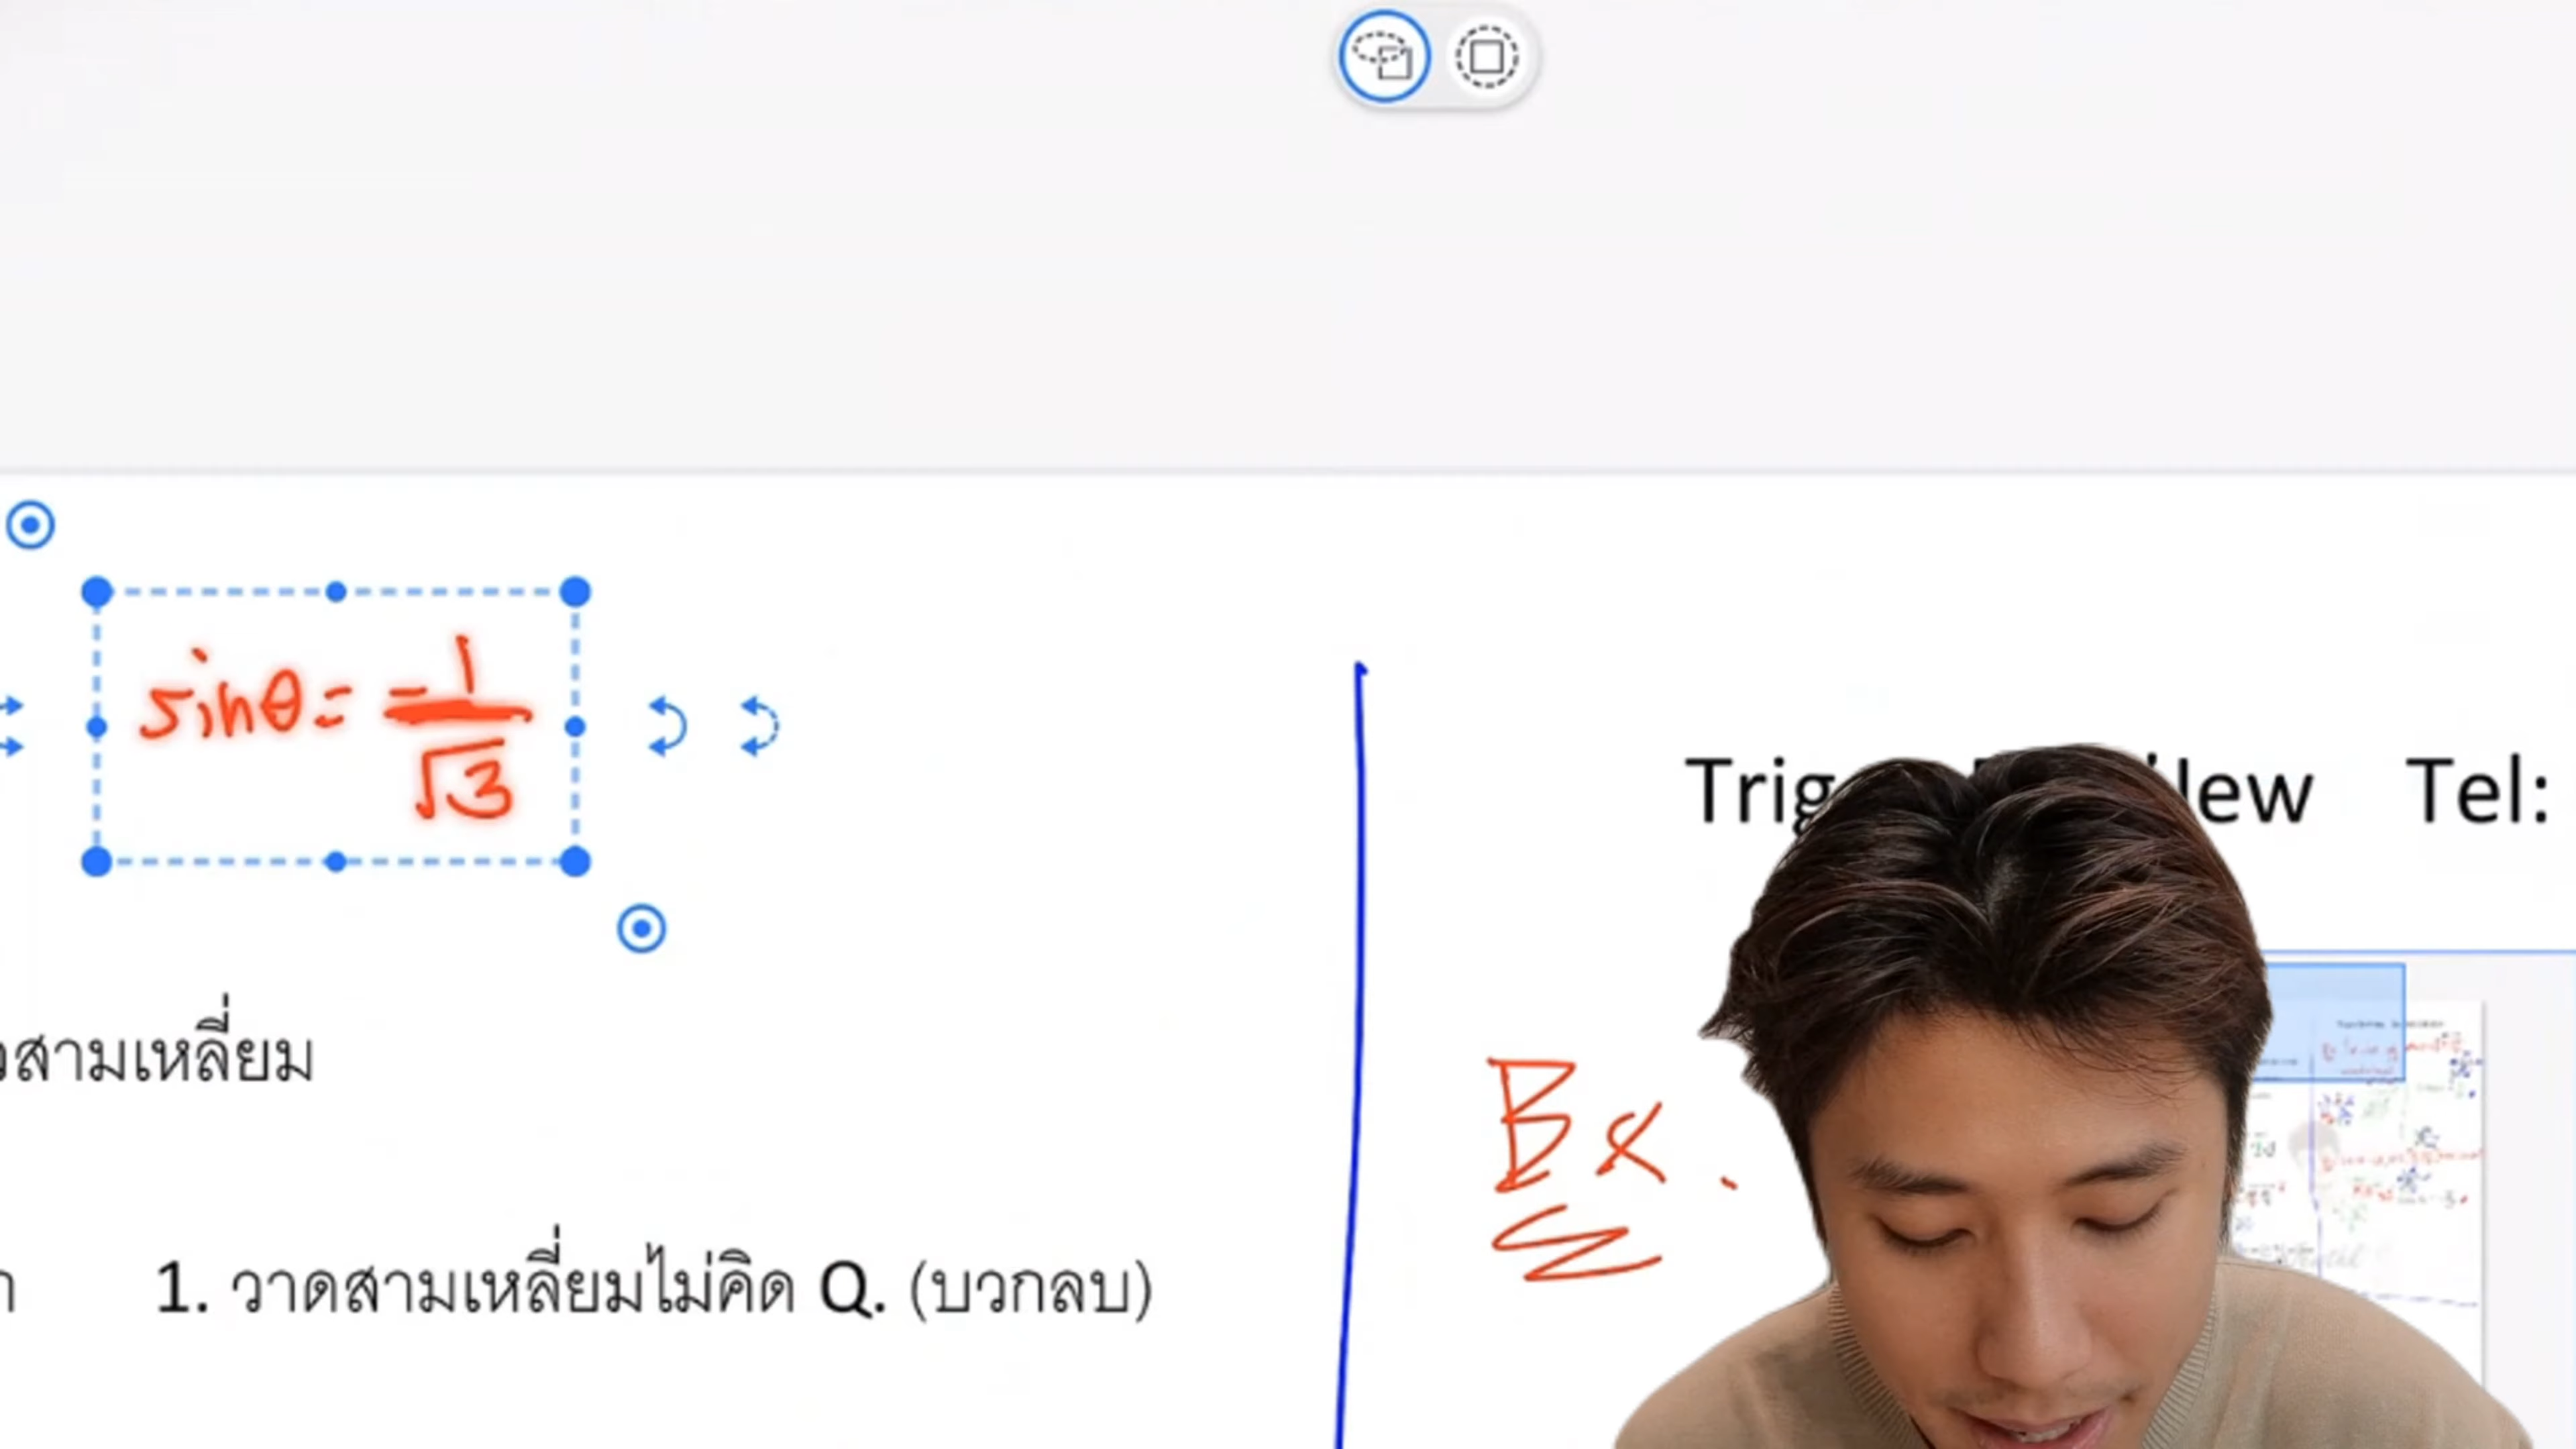 sinθ = -1/√3
Tel:
Ex.
สามเหลี่ยม
1. วาดสามเหลี่ยมไม่คิด Q. (บวกลบ)